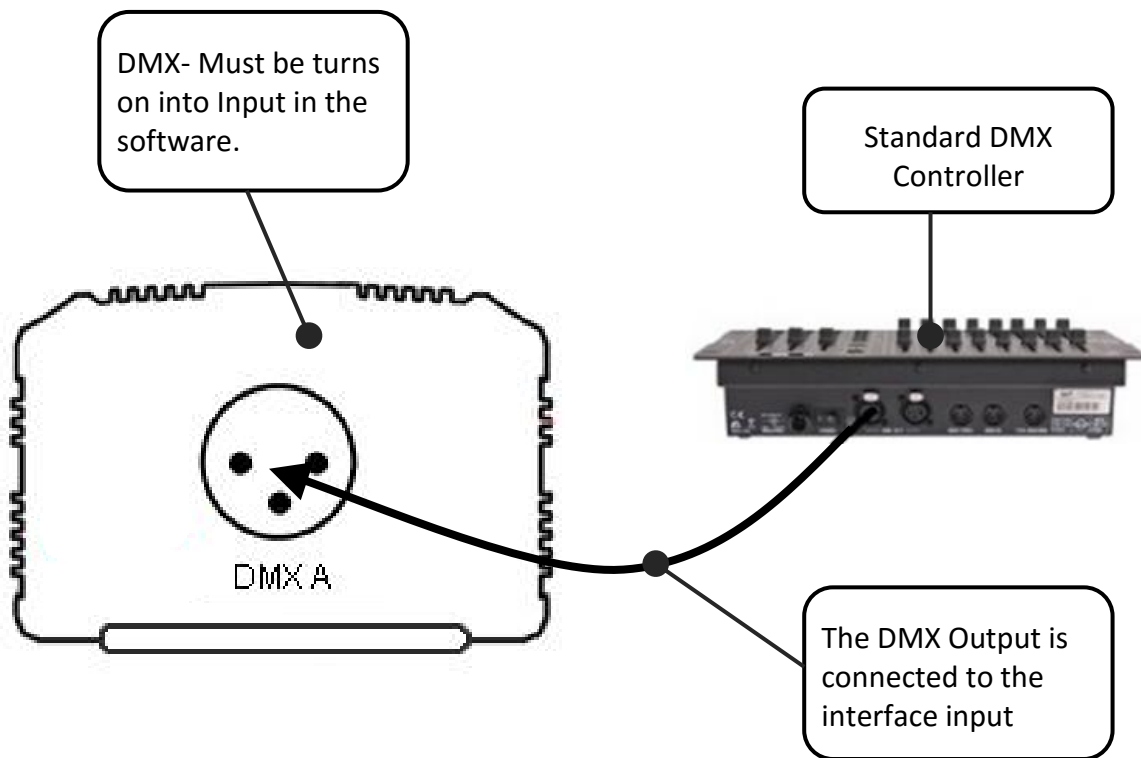 DMX- Must be turns
on into Input in the
software.
Standard DMX
Controller
DMX A
The DMX Output is
connected to the
interface input